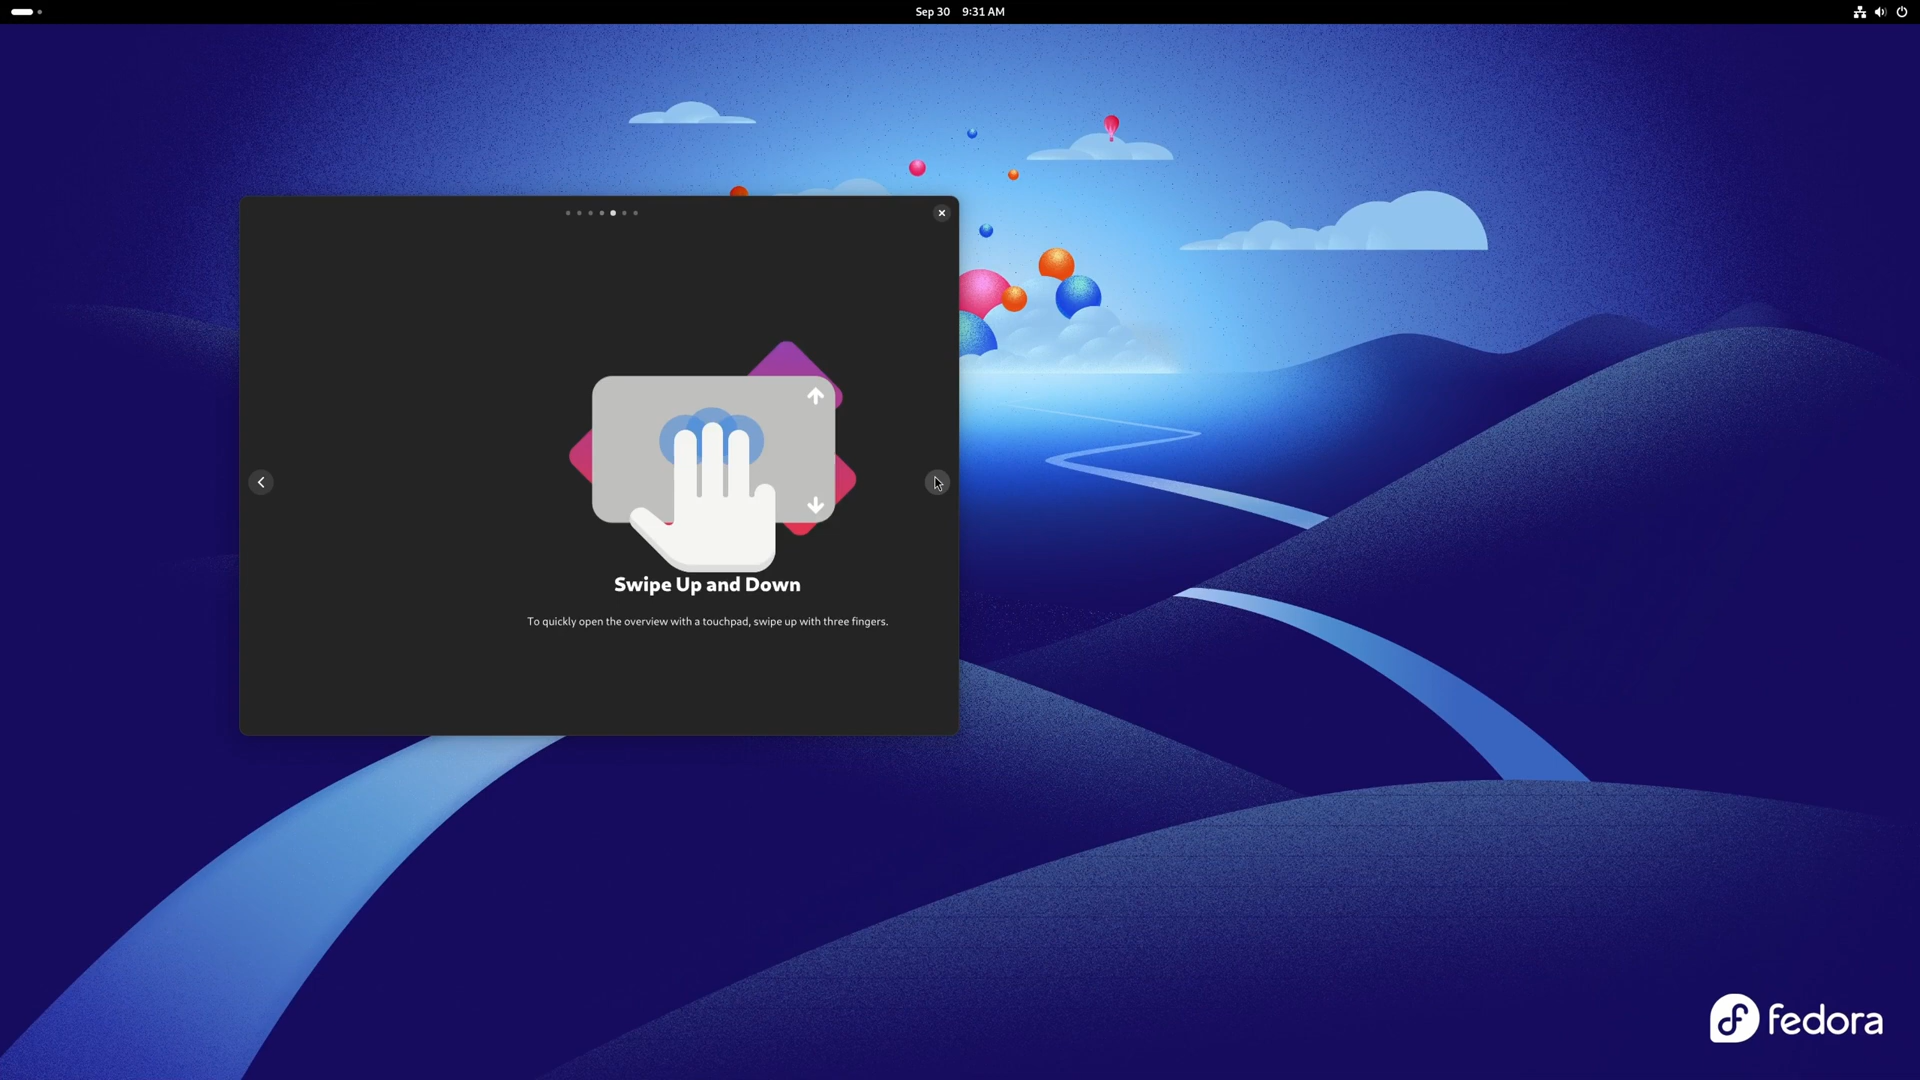 Sep 30 9:31 AM
Swipe Up and Down
To quickly open the overview with a touchpad, swipe up with three fingers.
fedora